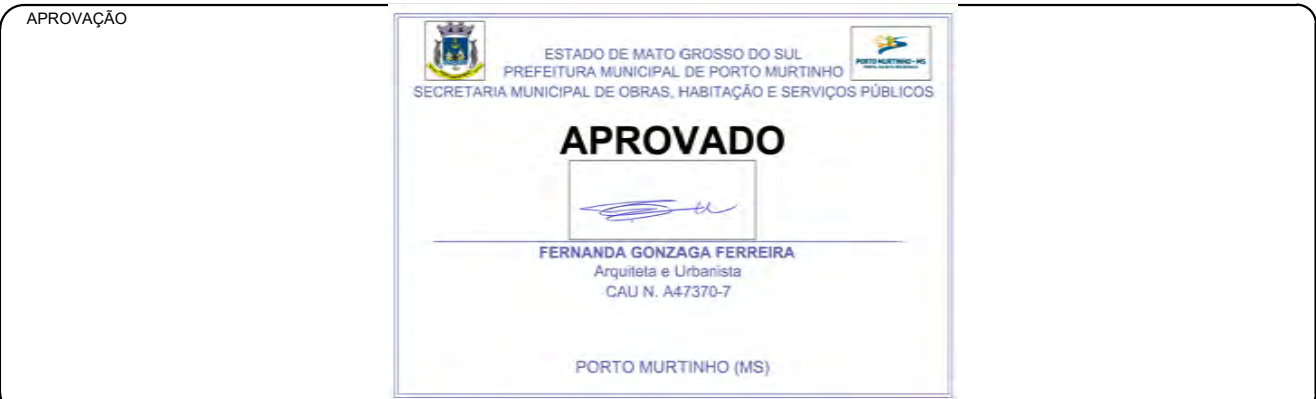 APROVAÇÃO
ESTADO DE MATO GROSSO DO SUL
PREFEITURA MUNICIPAL DE PORTO MURTINHO
PORTO MURTINHO - MS
SECRETARIA MUNICIPAL DE OBRAS, HABITAÇÃO E SERVIÇOS PÚBLICOS
APROVADO
FERNANDA GONZAGA FERREIRA
Arquiteta e Urbanista
CAU N. A47370-7
PORTO MURTINHO (MS)